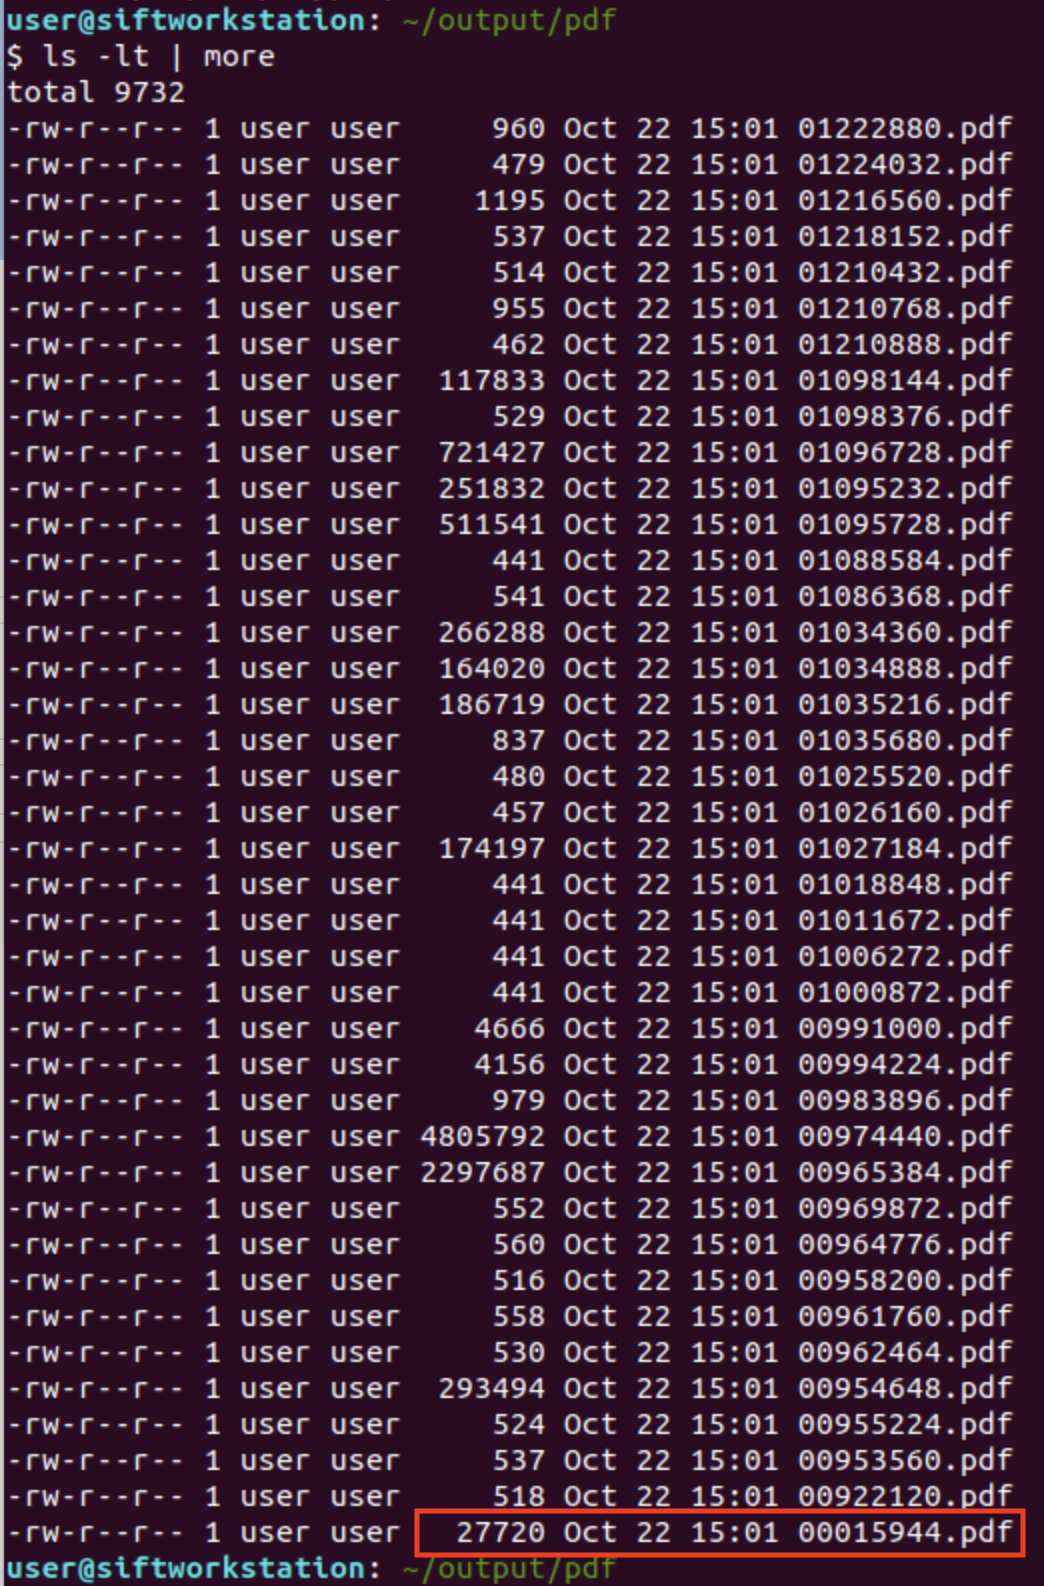 user@siftworkstation: ~/output/pdf
$ ls -lt | more
total 9732
-rw-r--r-- 1 user user     960 Oct 22 15:01 01222880.pdf
-rw-r--r-- 1 user user     479 Oct 22 15:01 01224032.pdf
-rw-r--r-- 1 user user    1195 Oct 22 15:01 01216560.pdf
-rw-r--r-- 1 user user     537 Oct 22 15:01 01218152.pdf
-rw-r--r-- 1 user user     514 Oct 22 15:01 01210432.pdf
-rw-r--r-- 1 user user     955 Oct 22 15:01 01210768.pdf
-rw-r--r-- 1 user user     462 Oct 22 15:01 01210888.pdf
-rw-r--r-- 1 user user  117833 Oct 22 15:01 01098144.pdf
-rw-r--r-- 1 user user     529 Oct 22 15:01 01098376.pdf
-rw-r--r-- 1 user user  721427 Oct 22 15:01 01096728.pdf
-rw-r--r-- 1 user user  251832 Oct 22 15:01 01095232.pdf
-rw-r--r-- 1 user user  511541 Oct 22 15:01 01095728.pdf
-rw-r--r-- 1 user user     441 Oct 22 15:01 01088584.pdf
-rw-r--r-- 1 user user     541 Oct 22 15:01 01086368.pdf
-rw-r--r-- 1 user user  266288 Oct 22 15:01 01034360.pdf
-rw-r--r-- 1 user user  164020 Oct 22 15:01 01034888.pdf
-rw-r--r-- 1 user user  186719 Oct 22 15:01 01035216.pdf
-rw-r--r-- 1 user user     837 Oct 22 15:01 01035680.pdf
-rw-r--r-- 1 user user     480 Oct 22 15:01 01025520.pdf
-rw-r--r-- 1 user user     457 Oct 22 15:01 01026160.pdf
-rw-r--r-- 1 user user  174197 Oct 22 15:01 01027184.pdf
-rw-r--r-- 1 user user     441 Oct 22 15:01 01018848.pdf
-rw-r--r-- 1 user user     441 Oct 22 15:01 01011672.pdf
-rw-r--r-- 1 user user     441 Oct 22 15:01 01006272.pdf
-rw-r--r-- 1 user user     441 Oct 22 15:01 01000872.pdf
-rw-r--r-- 1 user user    4666 Oct 22 15:01 00991000.pdf
-rw-r--r-- 1 user user    4156 Oct 22 15:01 00994224.pdf
-rw-r--r-- 1 user user     979 Oct 22 15:01 00983896.pdf
-rw-r--r-- 1 user user 4805792 Oct 22 15:01 00974440.pdf
-rw-r--r-- 1 user user 2297687 Oct 22 15:01 00965384.pdf
-rw-r--r-- 1 user user     552 Oct 22 15:01 00969872.pdf
-rw-r--r-- 1 user user     560 Oct 22 15:01 00964776.pdf
-rw-r--r-- 1 user user     516 Oct 22 15:01 00958200.pdf
-rw-r--r-- 1 user user     558 Oct 22 15:01 00961760.pdf
-rw-r--r-- 1 user user     530 Oct 22 15:01 00962464.pdf
-rw-r--r-- 1 user user  293494 Oct 22 15:01 00954648.pdf
-rw-r--r-- 1 user user     524 Oct 22 15:01 00955224.pdf
-rw-r--r-- 1 user user     537 Oct 22 15:01 00953560.pdf
-rw-r--r-- 1 user user     518 Oct 22 15:01 00922120.pdf
-rw-r--r-- 1 user user   27720 Oct 22 15:01 00015944.pdf
user@siftworkstation: ~/output/pdf